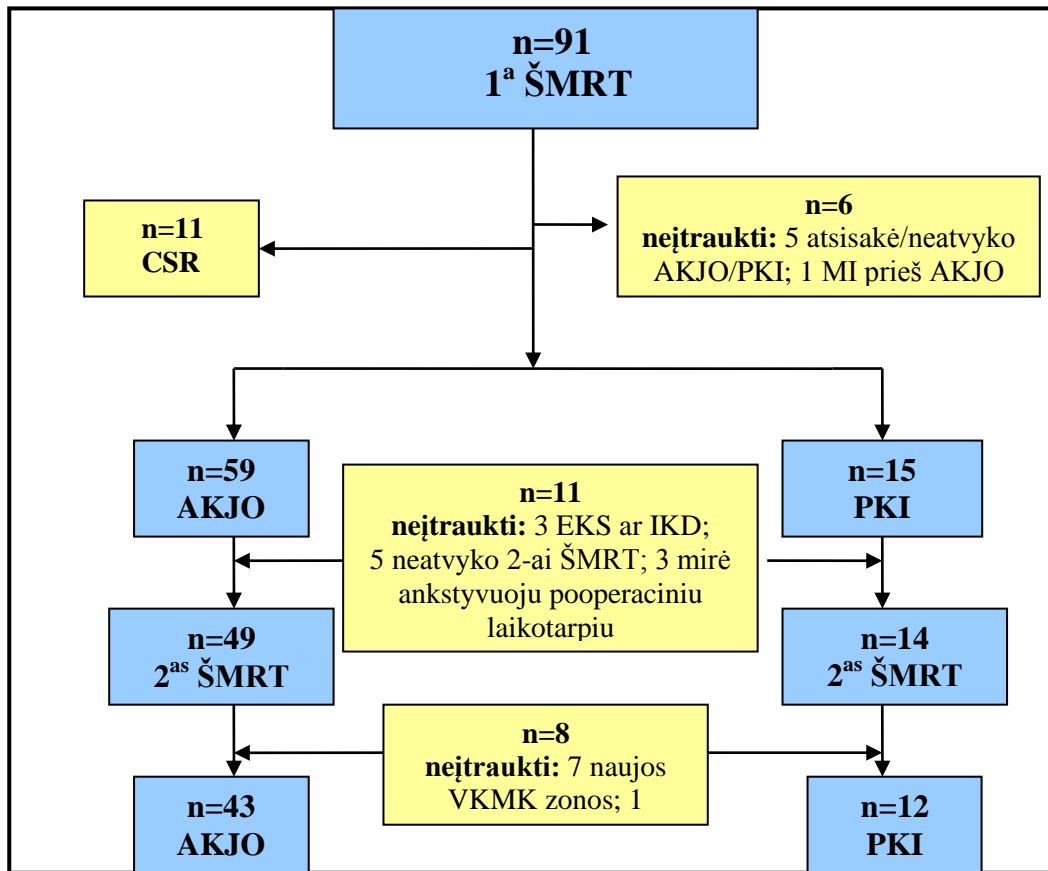 n=91
1ª ŠMRT
n=11
CSR
n=6
neįtraukti: 5 atsisakė/neatvyko
AKJO/PKI; 1 MI prieš AKJO
n=59
AKJO
n=11
neįtraukti: 3 EKS ar IKD;
5 neatvyko 2-ai ŠMRT; 3 mirė
ankstyvuoju pooperaciniu
laikotarpiu
n=15
PKI
n=49
2as ŠMRT
n=14
2as ŠMRT
n=8
neįtraukti: 7 naujos
VKMK zonos; 1
n=43
AKJO
n=12
PKI